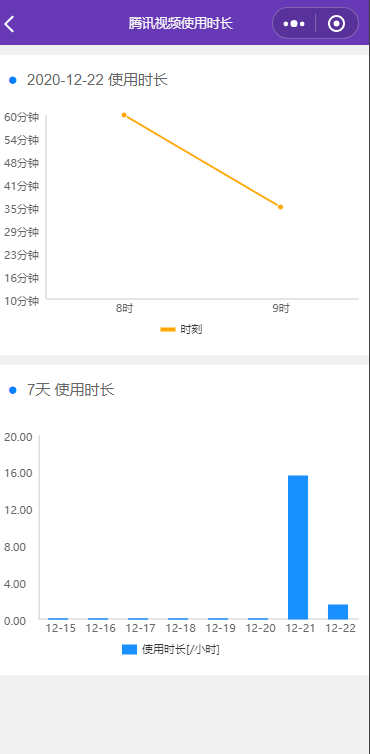 腾讯视频使用时长
2020-12-22 使用时长
60分钟
54分钟
48分钟
41分钟
35分钟
29分钟
23分钟
16分钟
10分钟
8时 9时
时刻
7天 使用时长
20.00
16.00
12.00
8.00
4.00
0.00
12-15 12-16 12-17 12-18 12-19 12-20 12-21 12-22
使用时长[/小时]